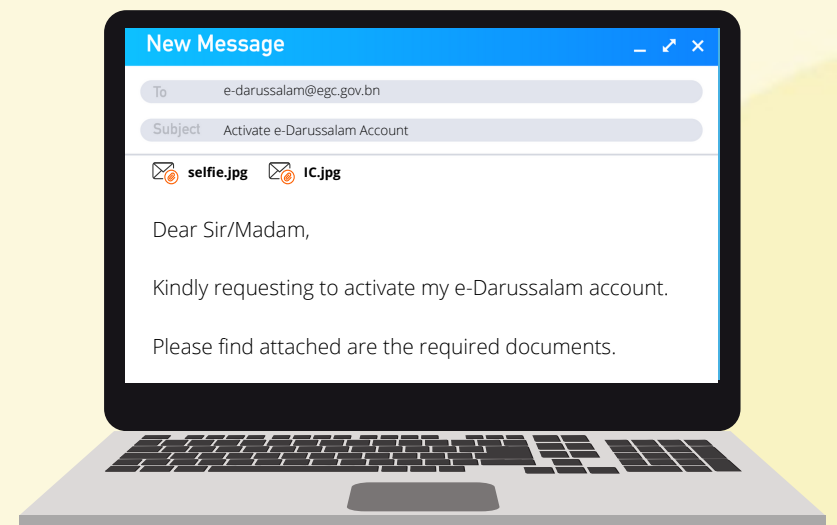 New Message
To e-darussalam@egc.gov.bn
Subject Activate e-Darussalam Account
selfie.jpg IC.jpg
Dear Sir/Madam,
Kindly requesting to activate my e-Darussalam account.
Please find attached are the required documents.